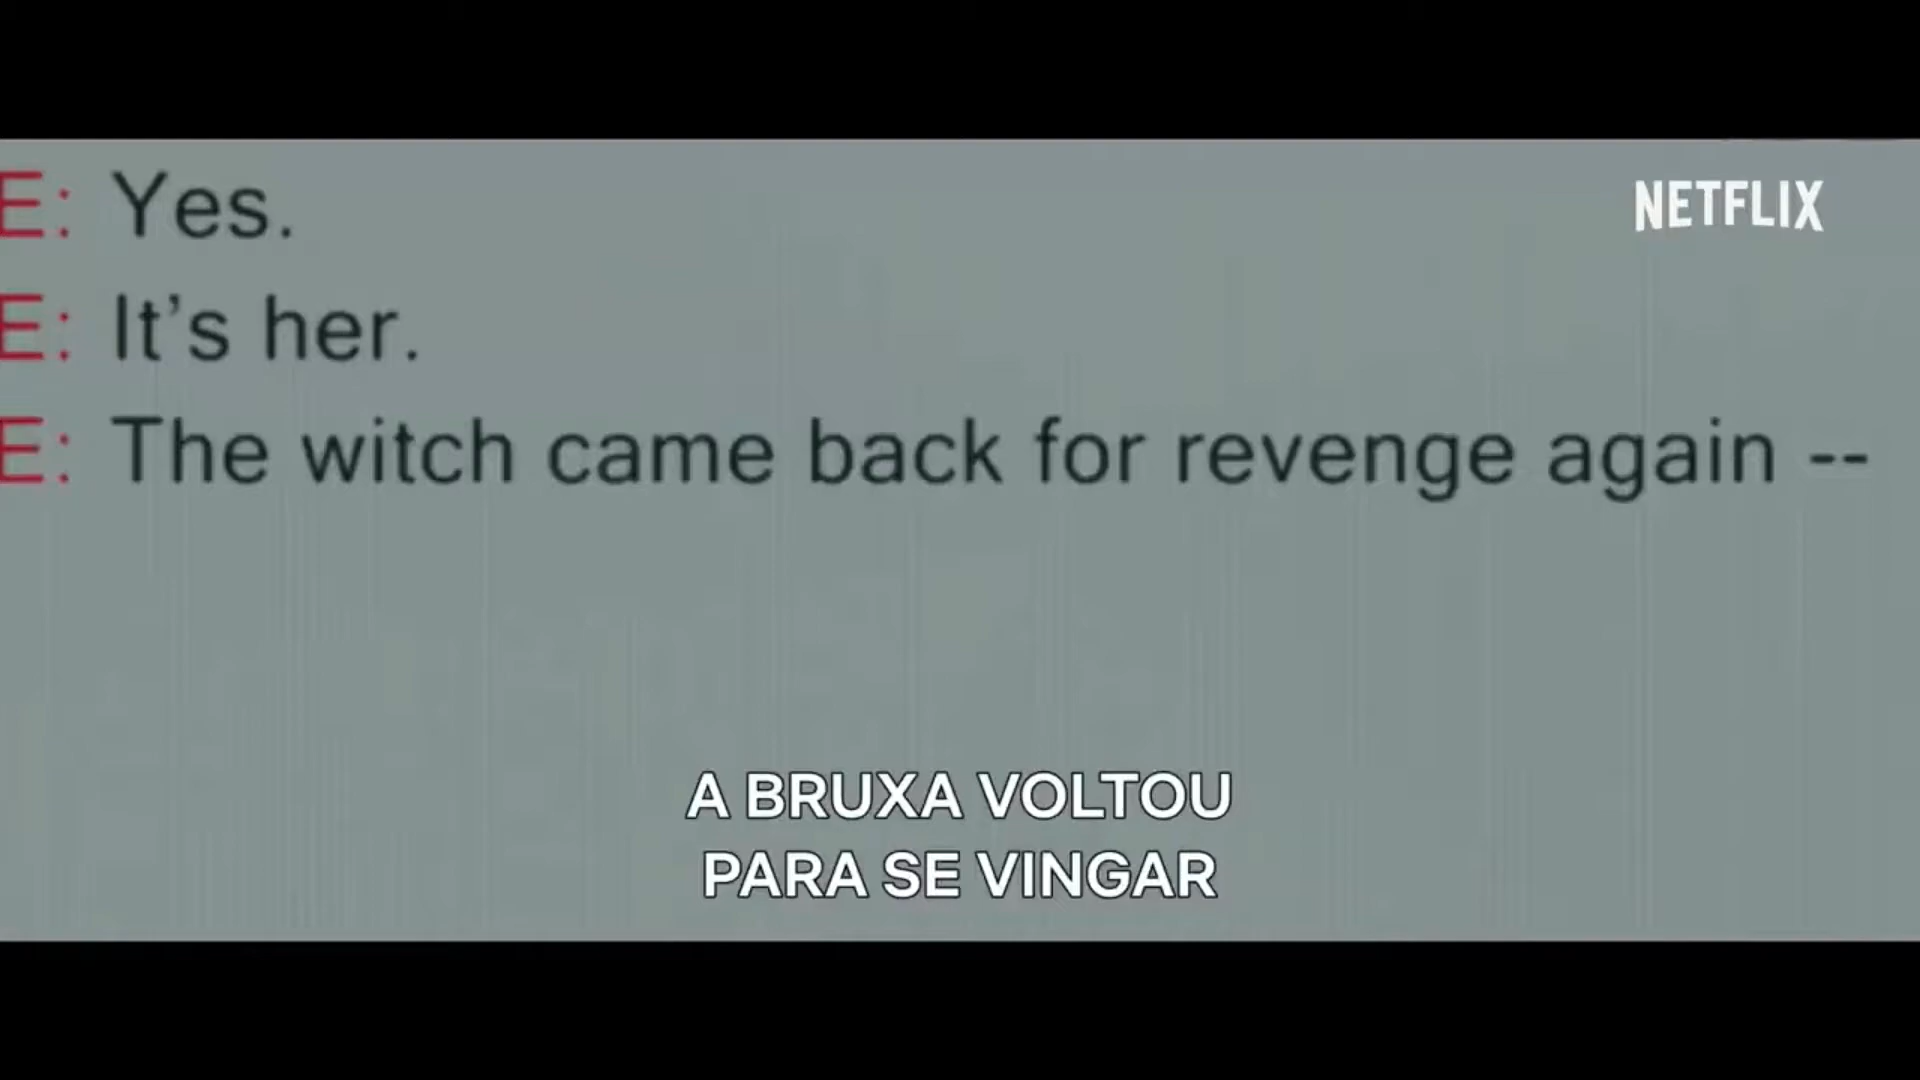 E: Yes.
NETFLIX
E: It's her.
E: The witch came back for revenge again --
A BRUXA VOLTOU
PARA SE VINGAR